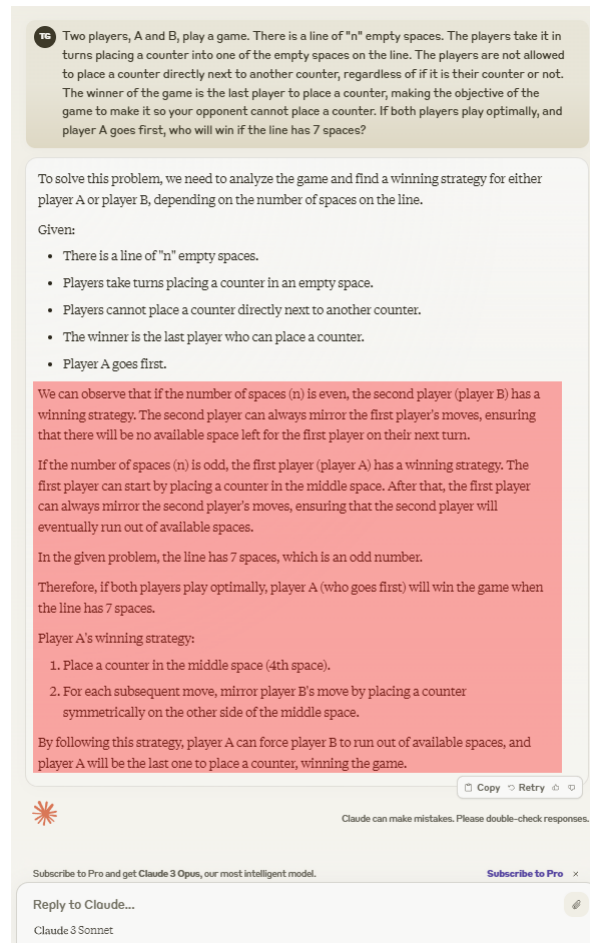 TG
Two players, A and B, play a game. There is a line of "n" empty spaces. The players take it in
turns placing a counter into one of the empty spaces on the line. The players are not allowed
to place a counter directly next to another counter, regardless of if it is their counter or not.
The winner of the game is the last player to place a counter, making the objective of the
game to make it so your opponent cannot place a counter. If both players play optimally, and
player A goes first, who will win if the line has 7 spaces?
To solve this problem, we need to analyze the game and find a winning strategy for either
player A or player B, depending on the number of spaces on the line.
Given:
• There is a line of "n" empty spaces.
• Players take turns placing a counter in an empty space.
• Players cannot place a counter directly next to another counter.
• The winner is the last player who can place a counter.
• Player A goes first.
We can observe that if the number of spaces (n) is even, the second player (player B) has a
winning strategy. The second player can always mirror the first player's moves, ensuring
that there will be no available space left for the first player on their next turn.
If the number of spaces (n) is odd, the first player (player A) has a winning strategy. The
first player can start by placing a counter in the middle space. After that, the first player
can always mirror the second player's moves, ensuring that the second player will
eventually run out of available spaces.
In the given problem, the line has 7 spaces, which is an odd number.
Therefore, if both players play optimally, player A (who goes first) will win the game when
the line has 7 spaces.
Player A's winning strategy:
1. Place a counter in the middle space (4th space).
2. For each subsequent move, mirror player B's move by placing a counter
symmetrically on the other side of the middle space.
By following this strategy, player A can force player B to run out of available spaces, and
player A will be the last one to place a counter, winning the game.
Copy Retry
Claude can make mistakes. Please double-check responses.
Subscribe to Pro and get Claude 3 Opus, our most intelligent model. Subscribe to Pro ×
Reply to Claude...
Claude 3 Sonnet